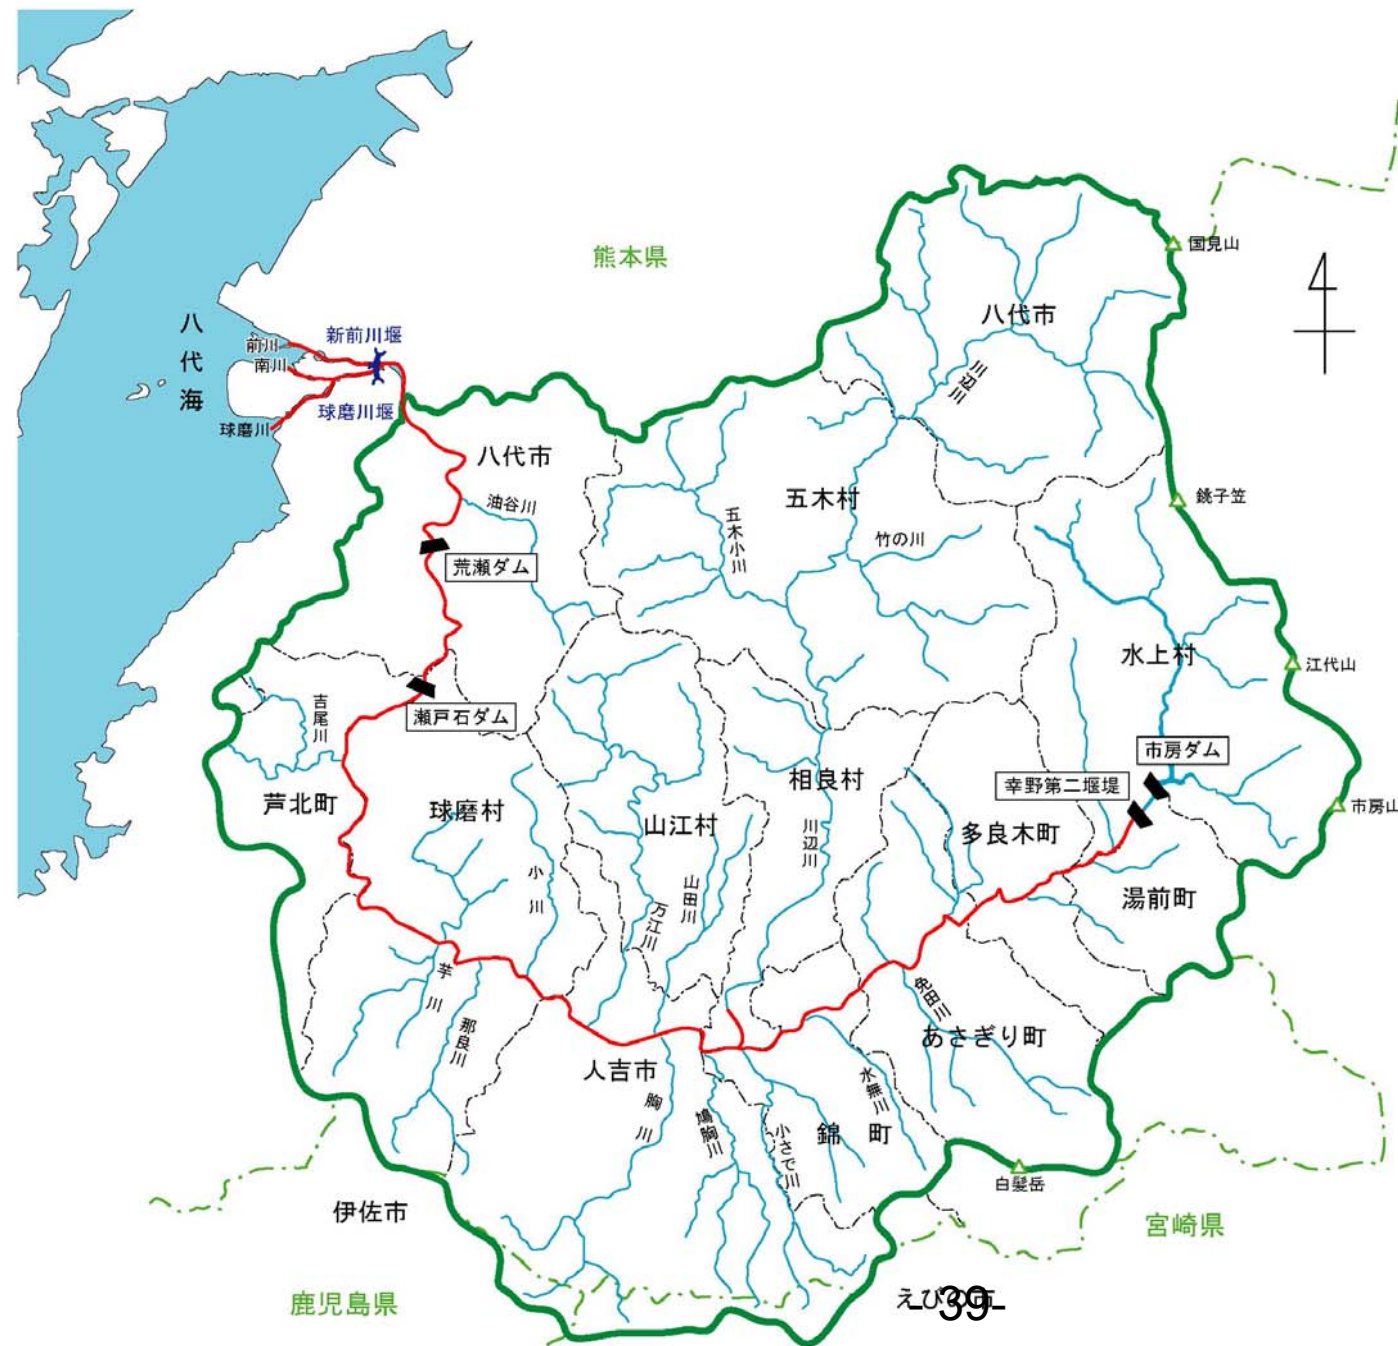 国見山
熊本県
八代市
八代海
新前川堰
前川
南川
川辺川
球磨川堰
球磨川
八代市
五木村
銚子笠
油谷川
五木小川
竹の川
荒瀬ダム
水上村
江代山
吉尾川
瀬戸石ダム
市房ダム
相良村
幸野第二堰堤
芦北町
球磨村
山江村
川辺川
多良木町
市房山
小川
山田川
万江川
湯前町
芋川
免田川
那良川
あさぎり町
人吉市
水無川
胸川
鳩胸川
小さで川
錦町
白髪岳
伊佐市
宮崎県
鹿児島県
えびの市
- 39-